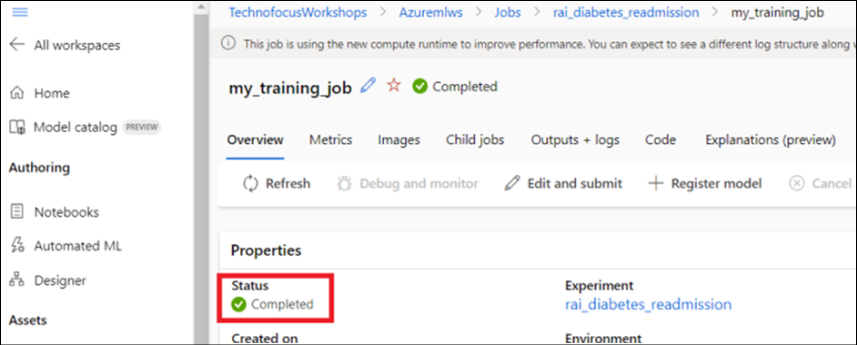 TechnofocusWorkshops > Azuremlws > Jobs > rai_diabetes_readmission > my_training_job
All workspaces
This job is using the new compute runtime to improve performance. You can expect to see a different log structure along
my_training_job Completed
Home
Model catalog PREVIEW
Overview Metrics Images Child jobs Outputs + logs Code Explanations (preview)
Authoring
Refresh Debug and monitor Edit and submit Register model Cancel
Notebooks
Automated ML
Designer
Assets
Properties
Status Experiment
Completed rai_diabetes_readmission
Created on Environment